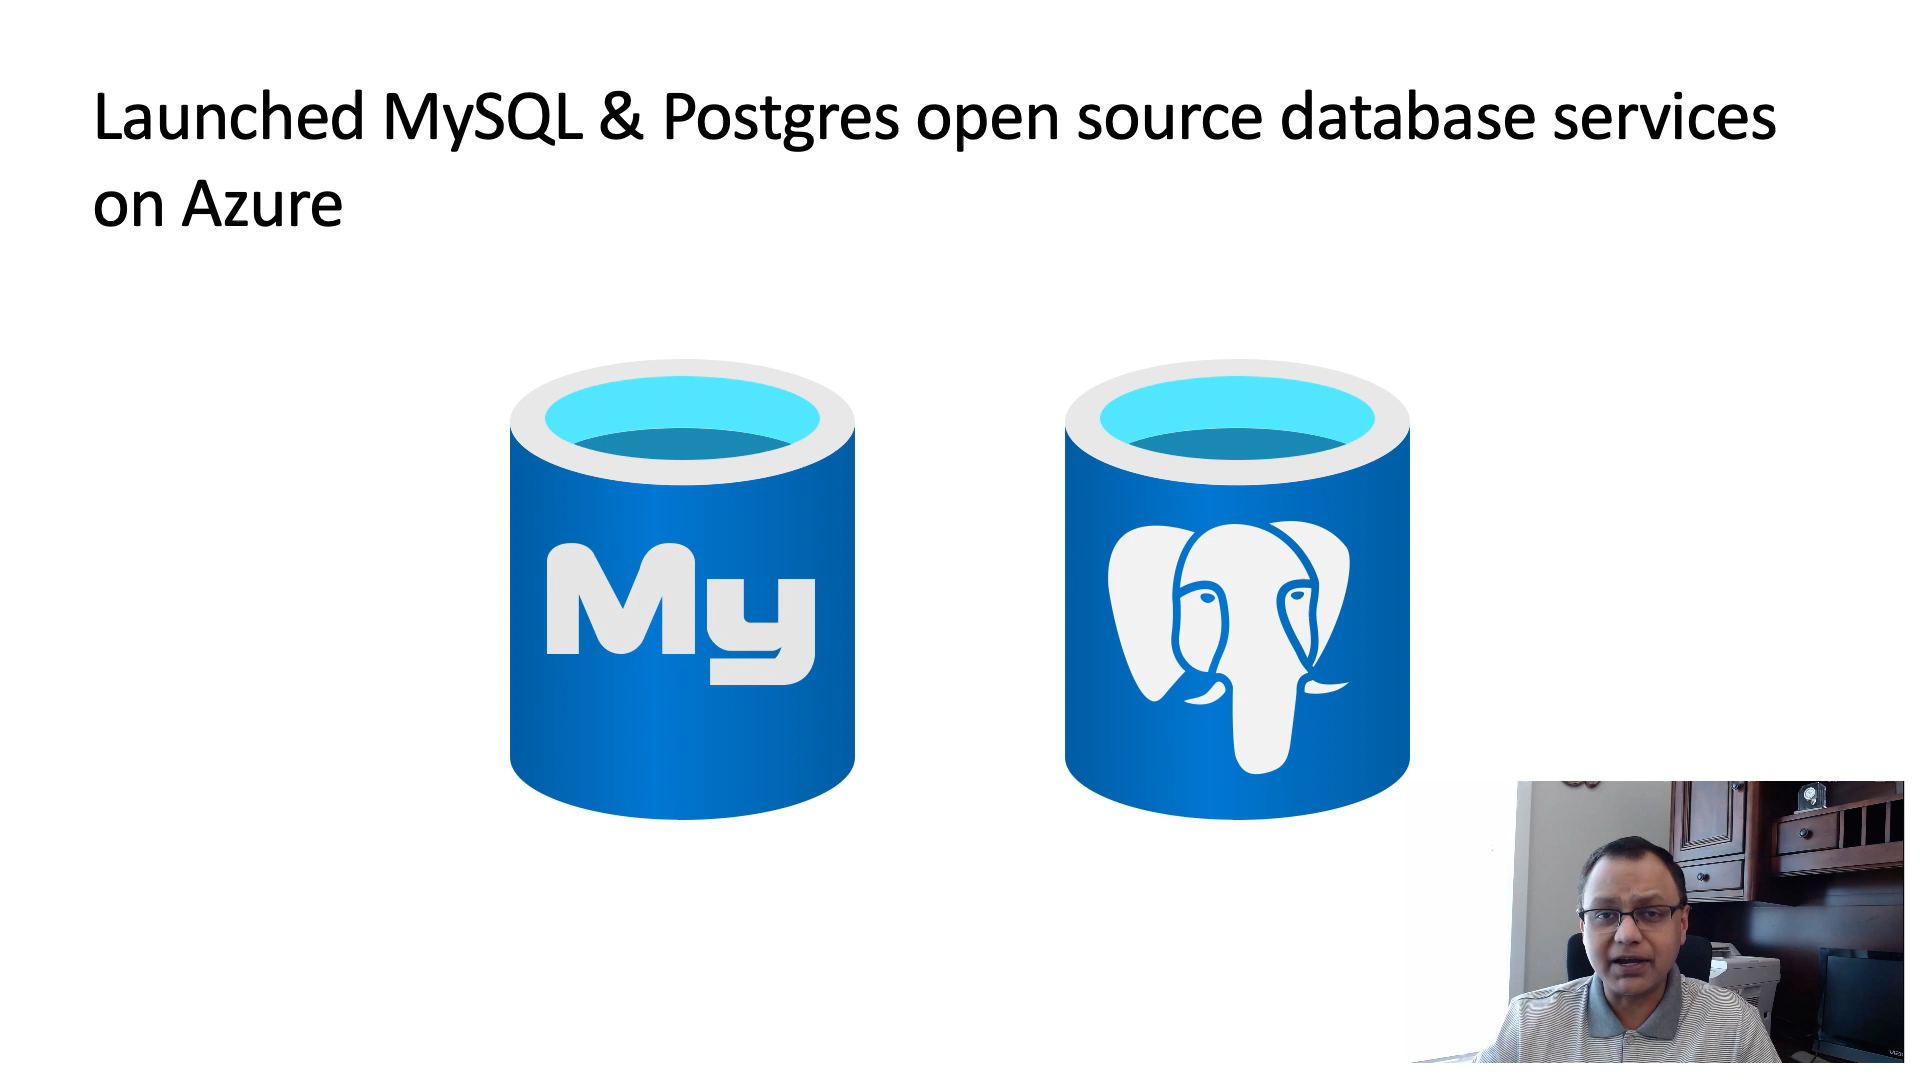 Launched MySQL & Postgres open source database services
on Azure
My